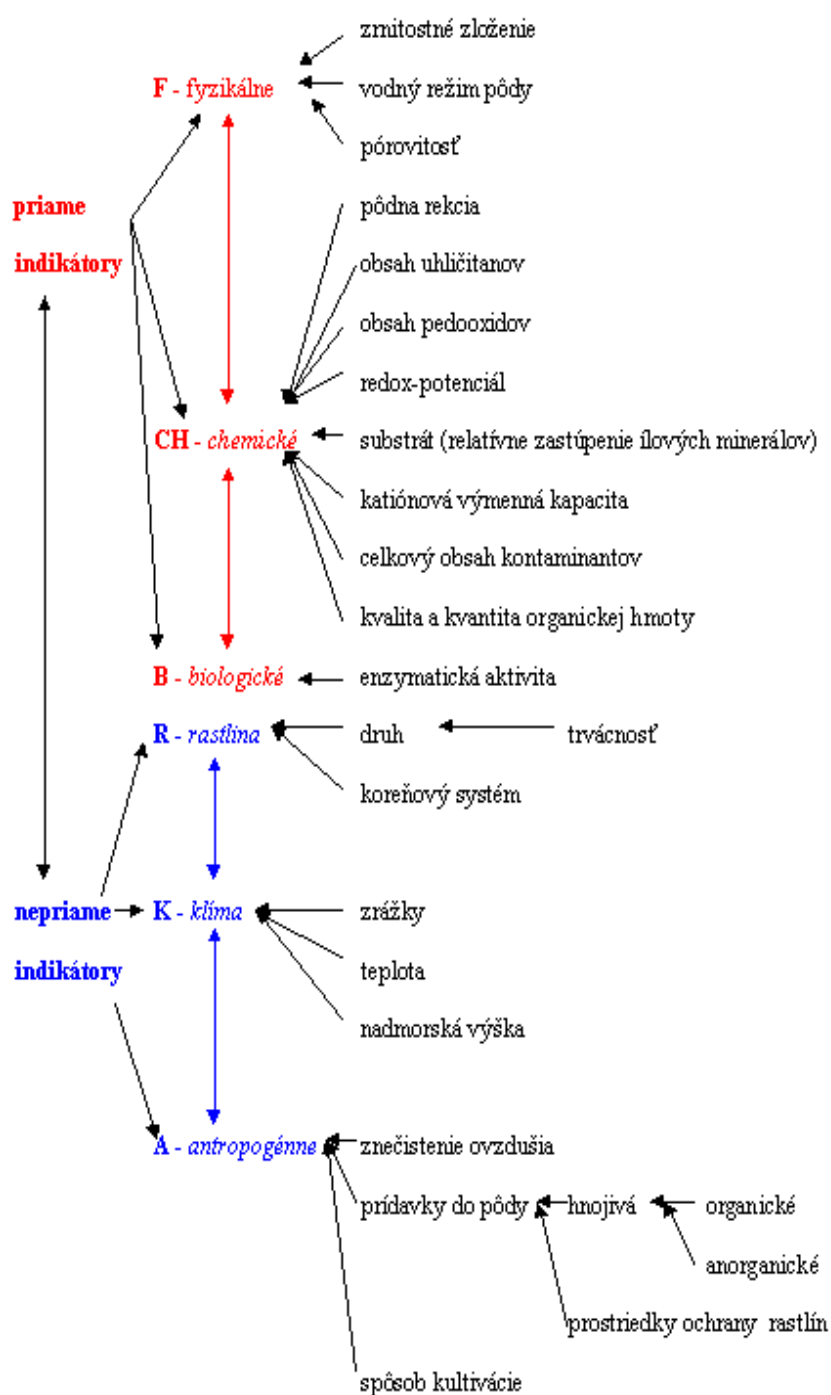 zrnitostné zloženie
F - fyzikálne
vodný režim pôdy
pórovitosť
priame
pôdna rekcia
indikátory
obsah uhličitanov
obsah pedooxidov
redox-potenciál
CH - chemické
substrát (relatívne zastúpenie ílových minerálov)
katiónová výmenná kapacita
celkový obsah kontaminantov
kvalita a kvantita organickej hmoty
B - biologické
enzymatická aktivita
R - rastlina
druh
trvácnosť
koreňový systém
nepriame
K - klíma
zrážky
indikátory
teplota
nadmorská výška
A - antropogénne
znečistenie ovzdušia
prídavky do pôdy
hnojivá
organické
anorganické
prostriedky ochrany rastlín
spôsob kultivácie